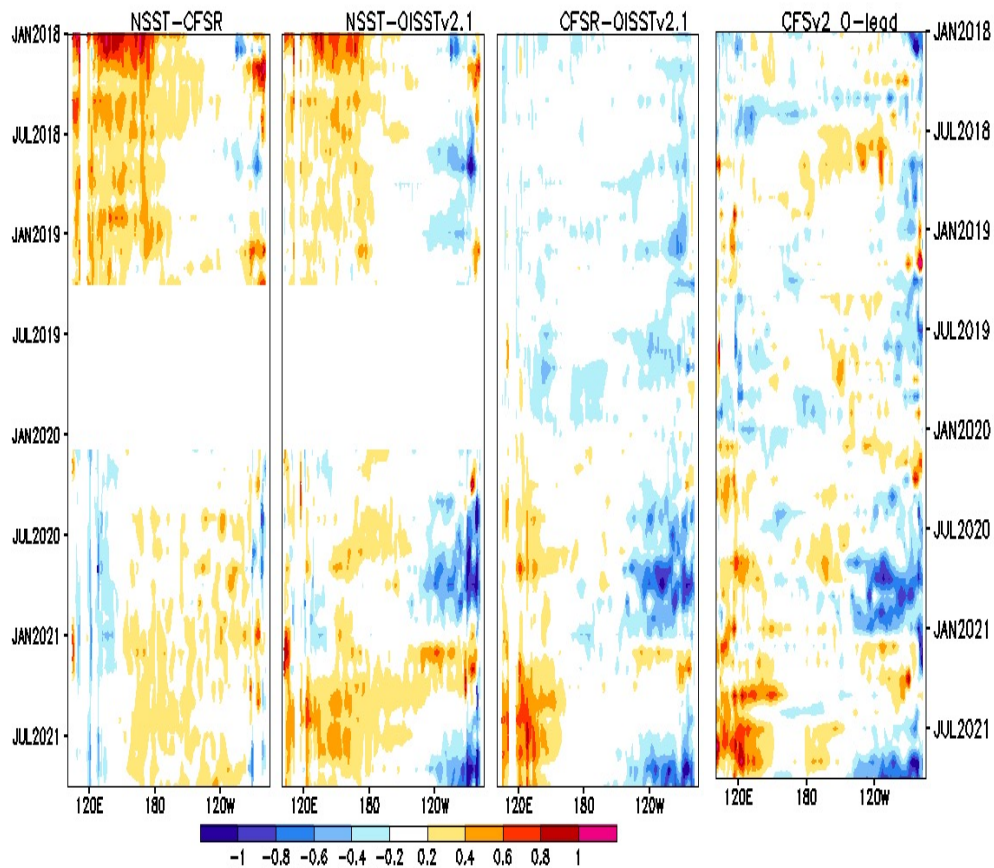 NSST-CFSR NSST-OISSTv2.1 CFSR-OISSTv2.1 CFSv2 0-lead
JAN2018 JAN2018
JUL2018 JUL2018
JAN2019 JAN2019
JUL2019 JUL2019
JAN2020 JAN2020
JUL2020 JUL2020
JAN2021 JAN2021
JUL2021 JUL2021
120E 180 120W 120E 180 120W 120E 180 120W 120E 180 120W
-1 -0.8 -0.6 -0.4 -0.2 0.2 0.4 0.6 0.8 1